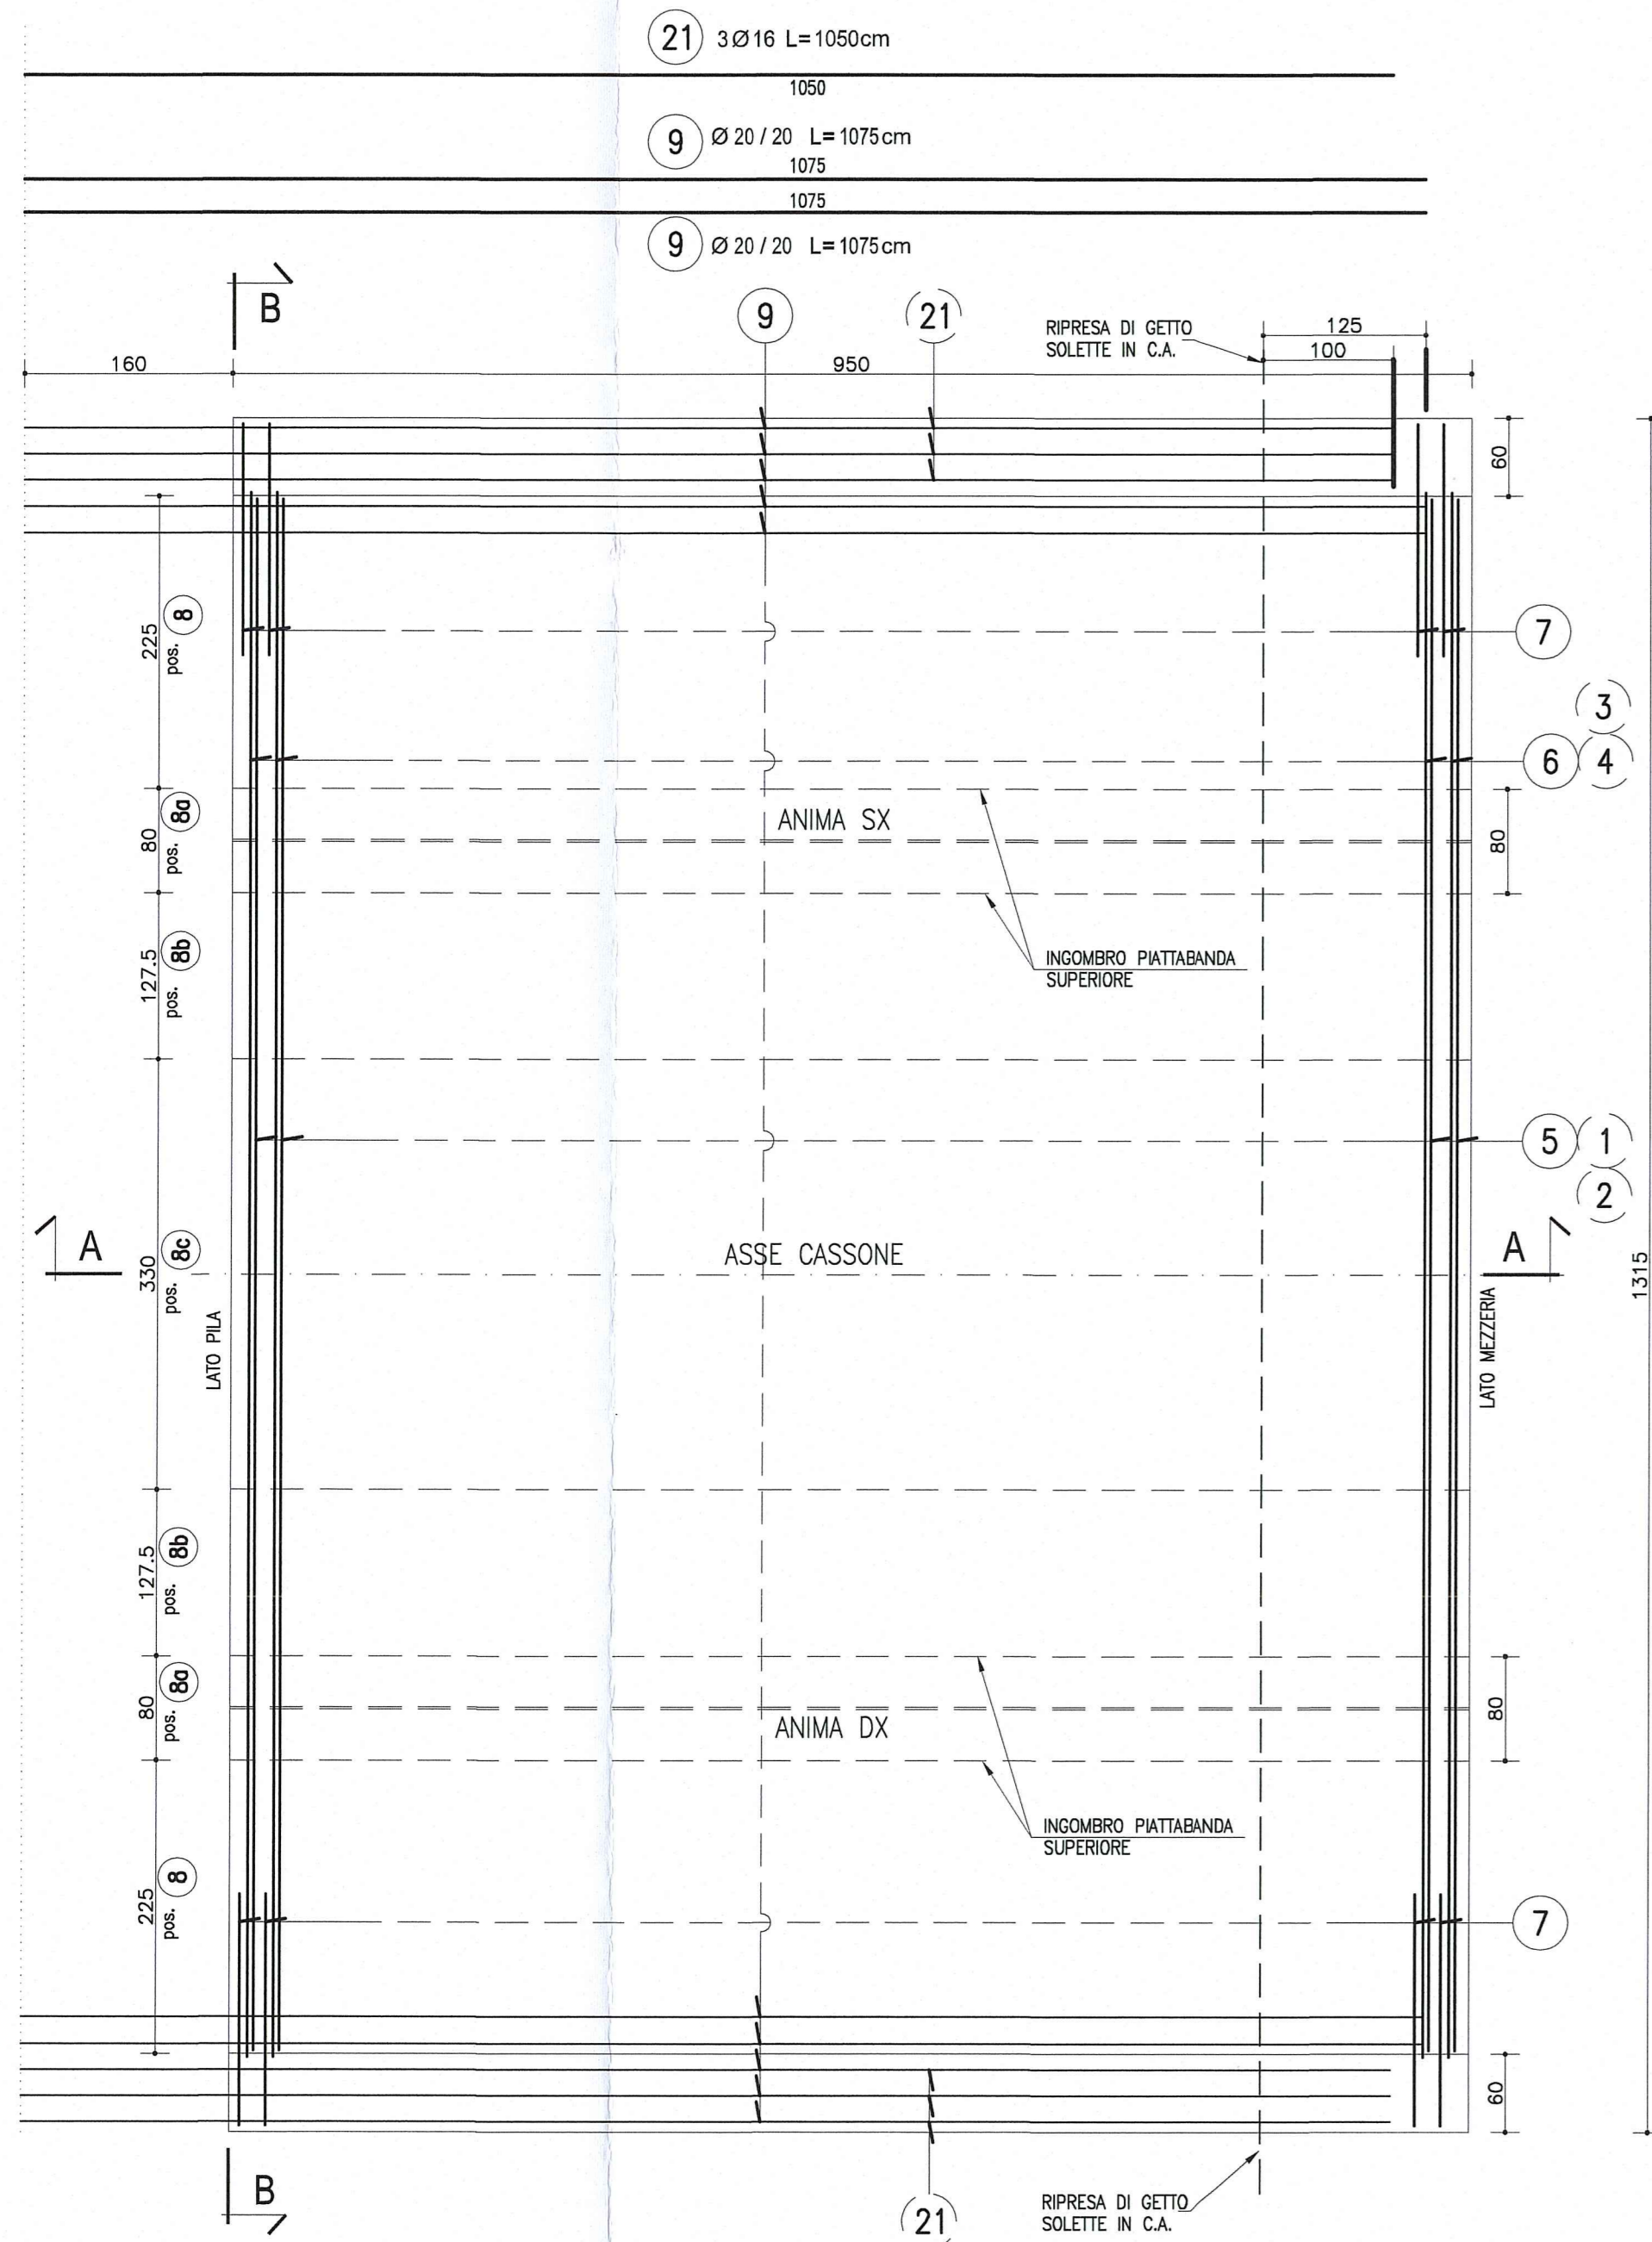 21 3Ø16 L=1050cm
1050
9 Ø 20 / 20 L=1075cm
1075
1075
9 Ø 20 / 20 L=1075cm
B
9
21
RIPRESA DI GETTO
SOLETTE IN C.A.
125
100
160
950
60
225
pos. 8
7
3
6 4
80
pos. 8a
ANIMA SX
80
127.5
pos. 8b
INGOMBRO PIATTABANDA
SUPERIORE
5 1
2
A
330
pos. 8c
ASSE CASSONE
A
1315
LATO PILA
LATO MEZZERIA
127.5
pos. 8b
80
pos. 8a
ANIMA DX
80
INGOMBRO PIATTABANDA
SUPERIORE
225
pos. 8
7
60
B
21
RIPRESA DI GETTO
SOLETTE IN C.A.